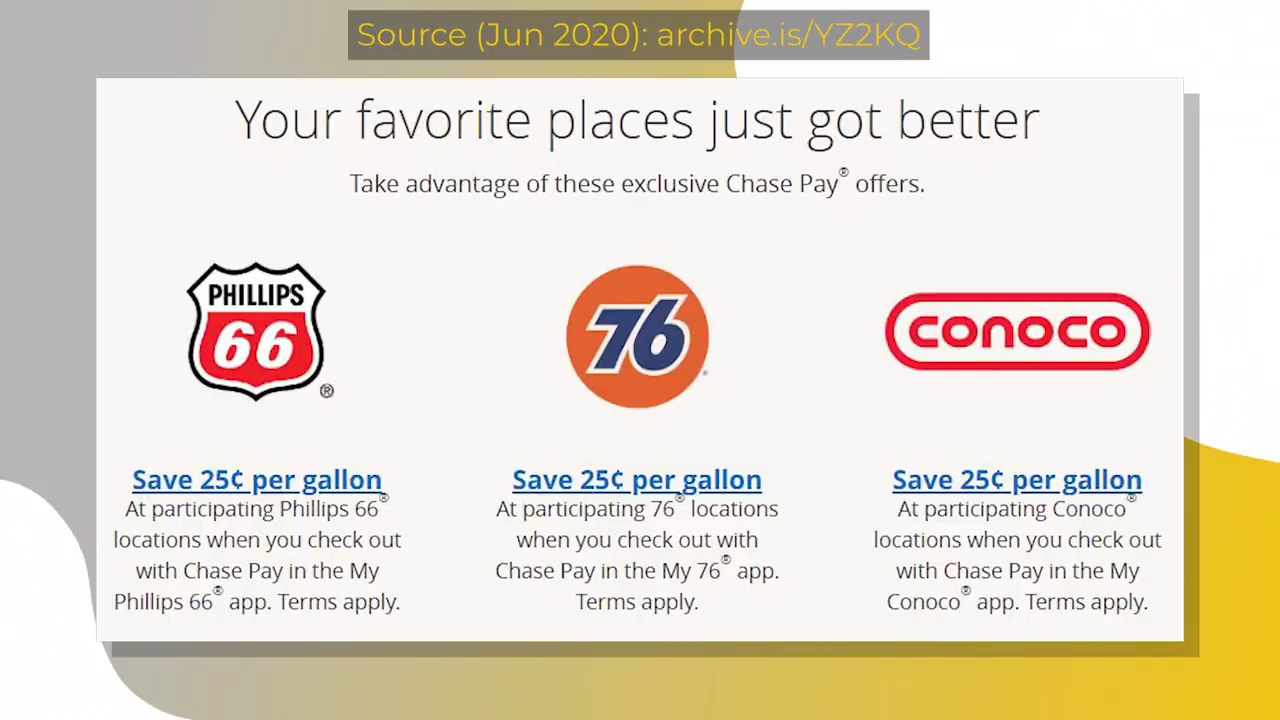 Source (Jun 2020): archive.is/YZ2KQ
Your favorite places just got better
Take advantage of these exclusive Chase Pay® offers.
PHILLIPS
66
®
76
®
conoco
Save 25¢ per gallon
At participating Phillips 66®
locations when you check out
with Chase Pay in the My
Phillips 66® app. Terms apply.
Save 25¢ per gallon
At participating 76® locations
when you check out with
Chase Pay in the My 76® app.
Terms apply.
Save 25¢ per gallon
At participating Conoco®
locations when you check out
with Chase Pay in the My
Conoco® app. Terms apply.